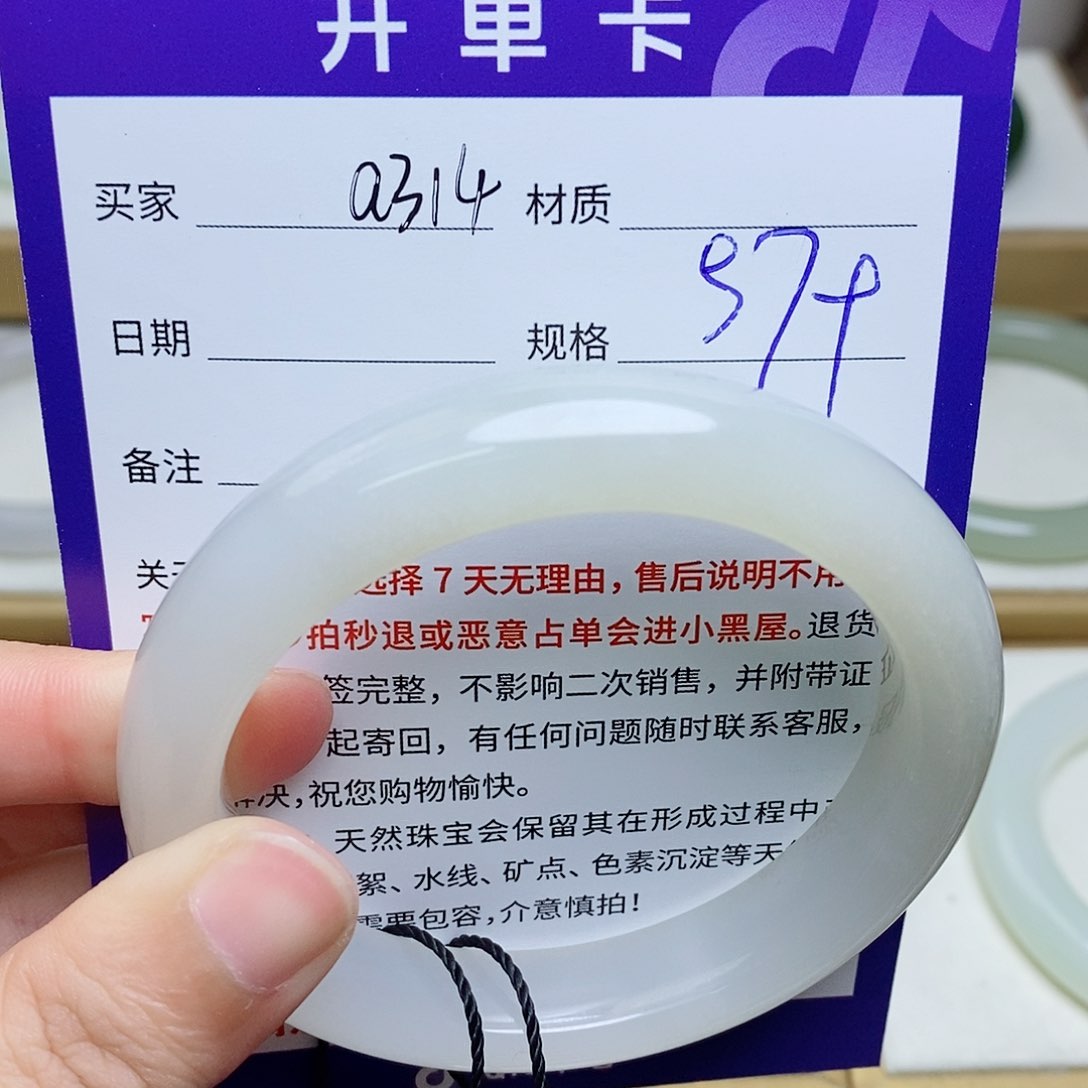 开单卡
买家 a314 材质
日期 规格 57+
备注
选择7天无理由，售后说明不用
拍秒退或恶意占单会进小黑屋。退货
签完整，不影响二次销售，并附带证
起寄回，有任何问题随时联系客服，
解决，祝您购物愉快。
天然珠宝会保留其在形成过程中
絮、水线、矿点、色素沉淀等天
需要包容，介意慎拍！